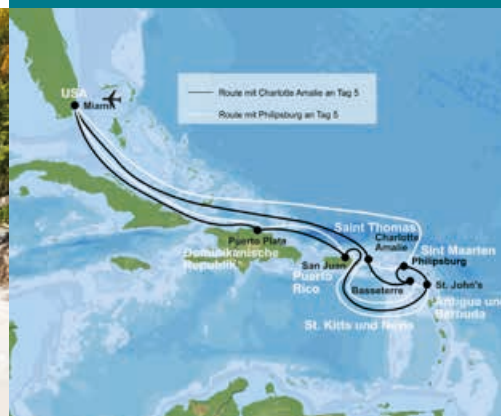 Route mit Charlotte Amalie an Tag 5
Route mit Philipsburg an Tag 5
USA
Miami
Puerto Plata
Dominikanische
Republik
San Juan
Puerto
Rico
Saint Thomas
Charlotte
Amalie
Sint Maarten
Philipsburg
Basseterre
St. John's
Antigua und
Berbuda
St. Kitts und Nevis